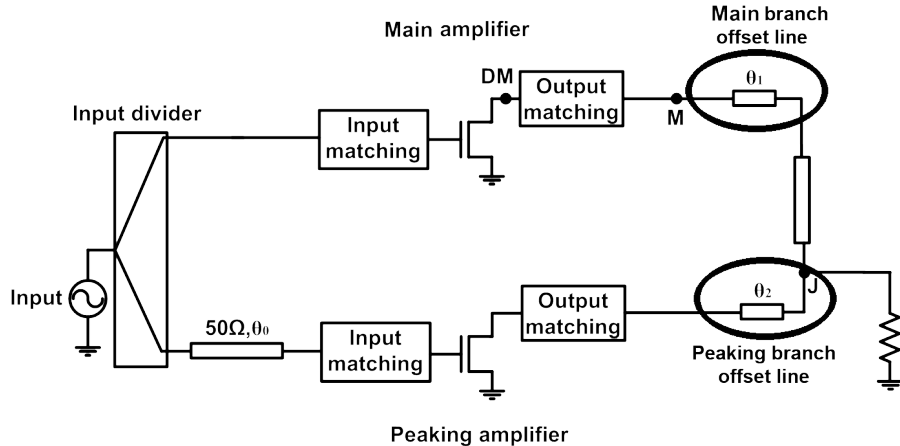 Main amplifier
Main branch
offset line
θ1
DM
Output
matching
M
Input divider
Input
matching
Input
50Ω,θ0
Input
matching
Output
matching
θ2
J
Peaking branch
offset line
Peaking amplifier